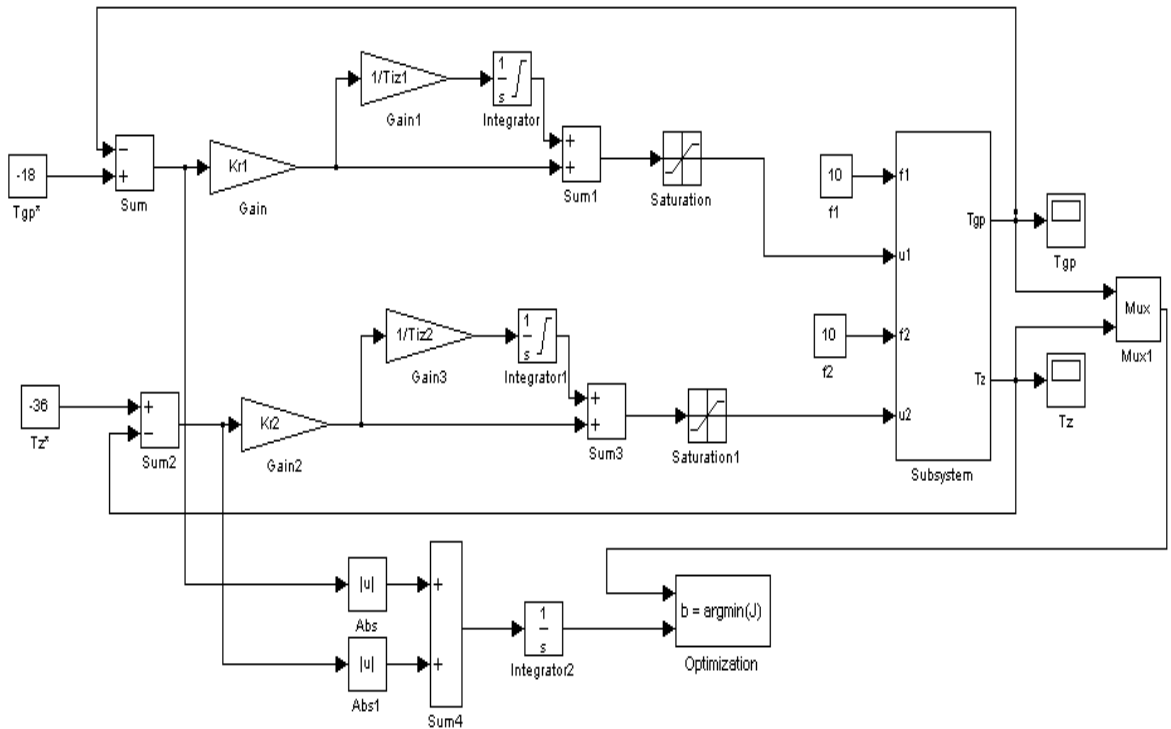 1/Tiz1
1
s
Gain1
Integrator
−
+
-18
Tgp*
Sum
Kr1
Gain
+
+
Sum1
Saturation
10
f1
f1
Tgp
u1
Tgp
10
f2
f2
Tz
u2
Subsystem
Mux
Mux1
Tz
1/Tiz2
1
s
Gain3
Integrator1
-36
Tz*
+
−
Sum2
Kr2
Gain2
+
+
Sum3
Saturation1
|u|
Abs
|u|
Abs1
+
+
Sum4
1
s
Integrator2
b = argmin(J)
Optimization